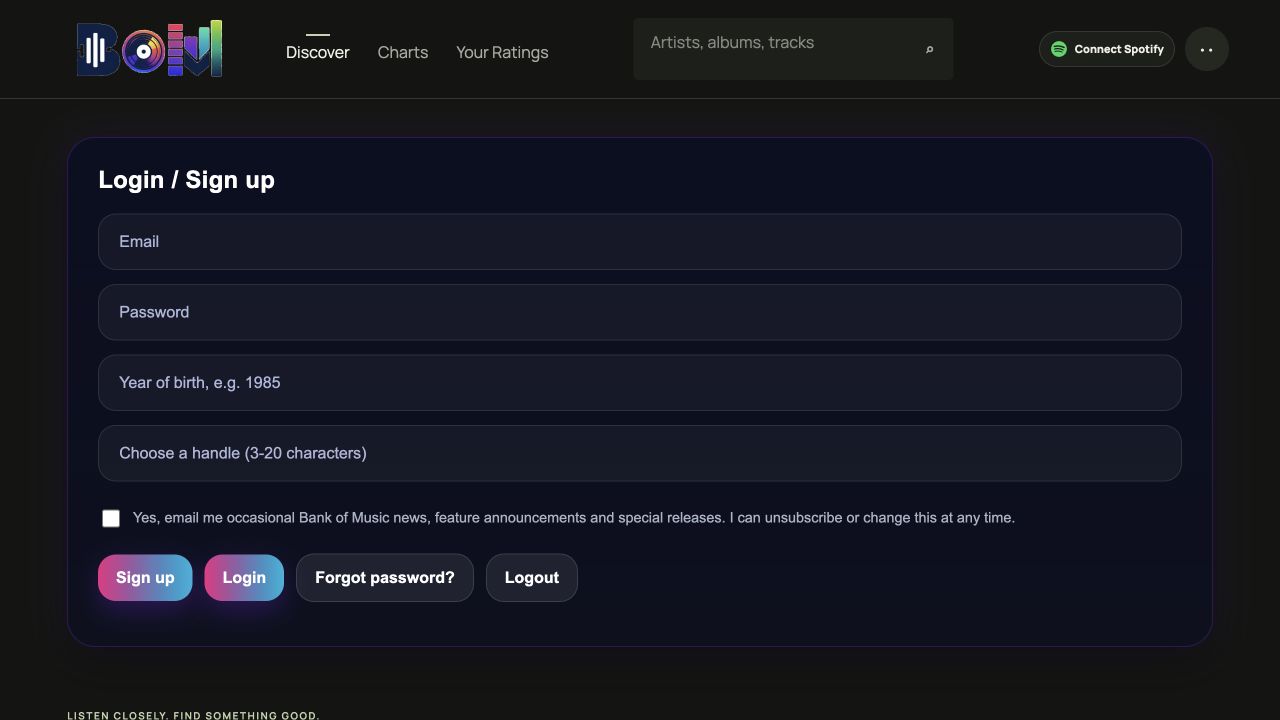 BOM
Discover
Charts
Your Ratings
Artists, albums, tracks
Connect Spotify
Login / Sign up
Email
Password
Year of birth, e.g. 1985
Choose a handle (3-20 characters)
Yes, email me occasional Bank of Music news, feature announcements and special releases. I can unsubscribe or change this at any time.
Sign up
Login
Forgot password?
Logout
LISTEN CLOSELY. FIND SOMETHING GOOD.